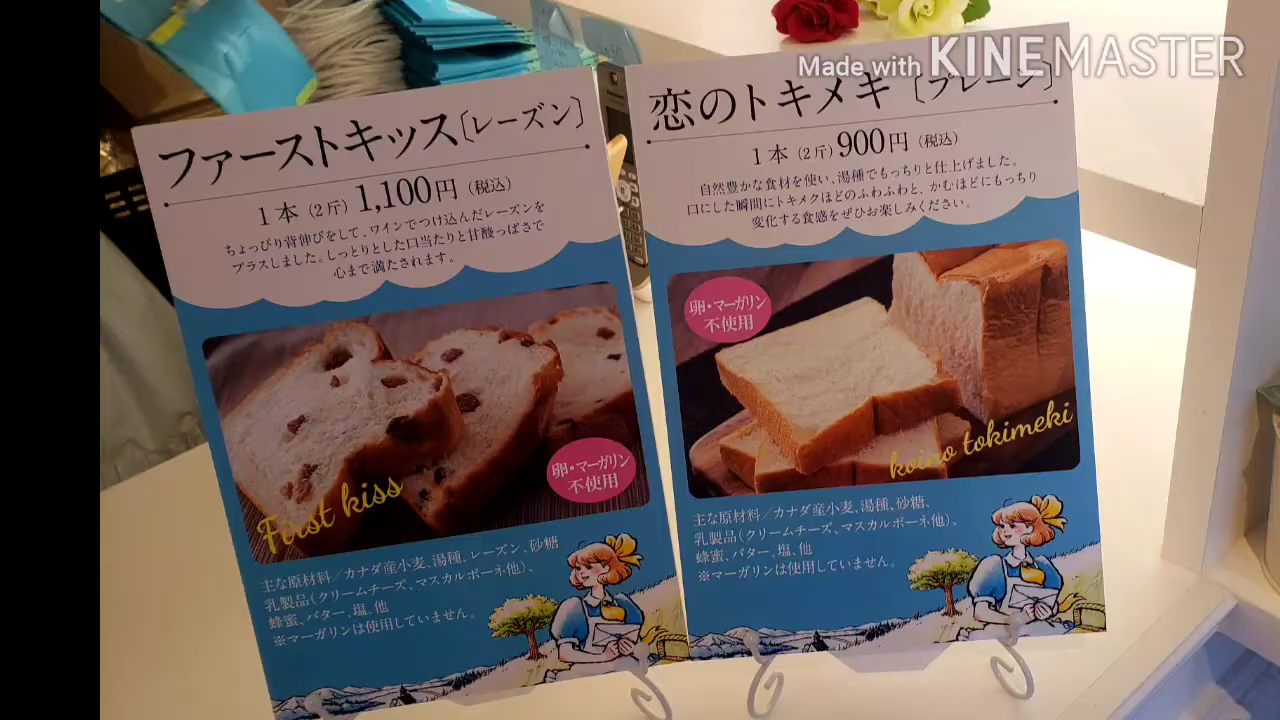 Made with KINEMASTER
ファーストキッス〔レーズン〕
1本（2斤）1,100円（税込）
ちょっぴり背伸びをして、ワインでつけ込んだレーズンを
プラスしました。しっとりとした口当たりと甘酸っぱさで
心まで満たされます。
卵・マーガリン
不使用
First kiss
主な原材料／カナダ産小麦、湯種、レーズン、砂糖
乳製品（クリームチーズ、マスカルポーネ他）、
蜂蜜、バター、塩、他
※マーガリンは使用していません。
恋のトキメキ〔プレーン〕
1本（2斤）900円（税込）
自然豊かな食材を使い、湯種でもっちりと仕上げました。
口にした瞬間にトキメクほどのふわふわと、かむほどにもっちり
変化する食感をぜひお楽しみください。
卵・マーガリン
不使用
koino tokimeki
主な原材料／カナダ産小麦、湯種、砂糖、
乳製品（クリームチーズ、マスカルポーネ他）、
蜂蜜、バター、塩、他
※マーガリンは使用していません。